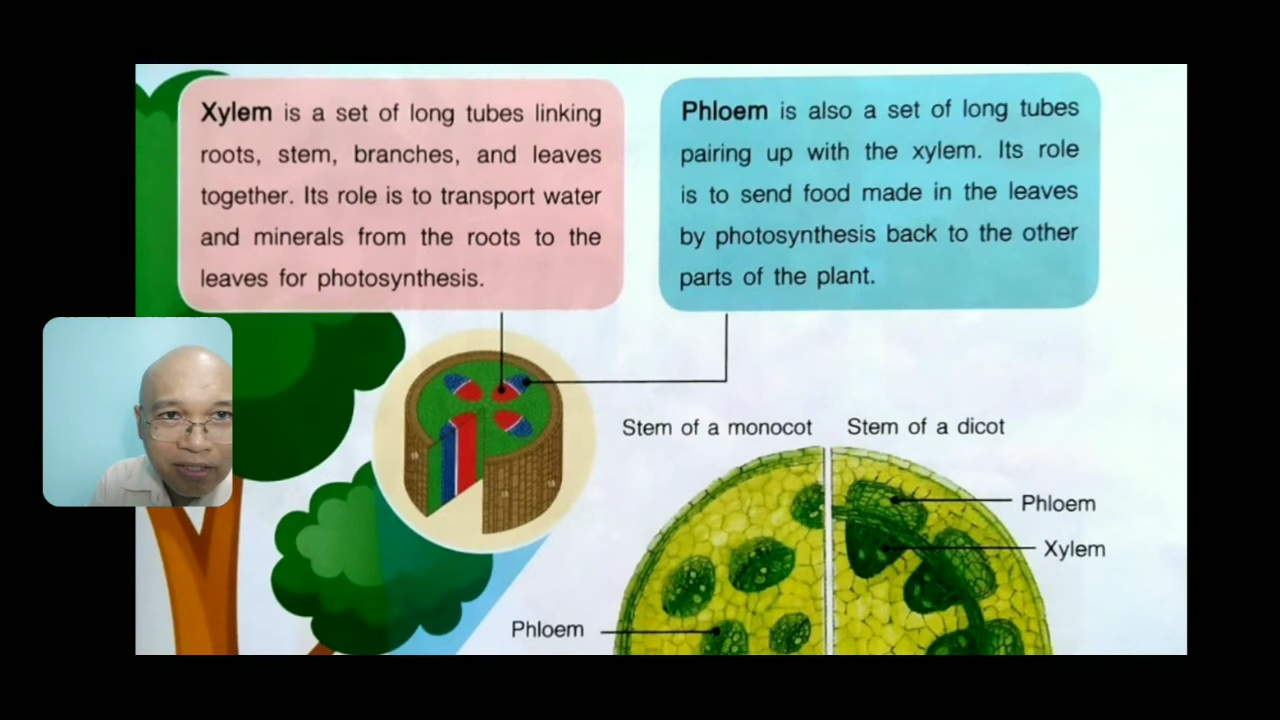 Xylem is a set of long tubes linking
roots, stem, branches, and leaves
together. Its role is to transport water
and minerals from the roots to the
leaves for photosynthesis.
Phloem is also a set of long tubes
pairing up with the xylem. Its role
is to send food made in the leaves
by photosynthesis back to the other
parts of the plant.
Stem of a monocot
Stem of a dicot
Phloem
Xylem
Phloem